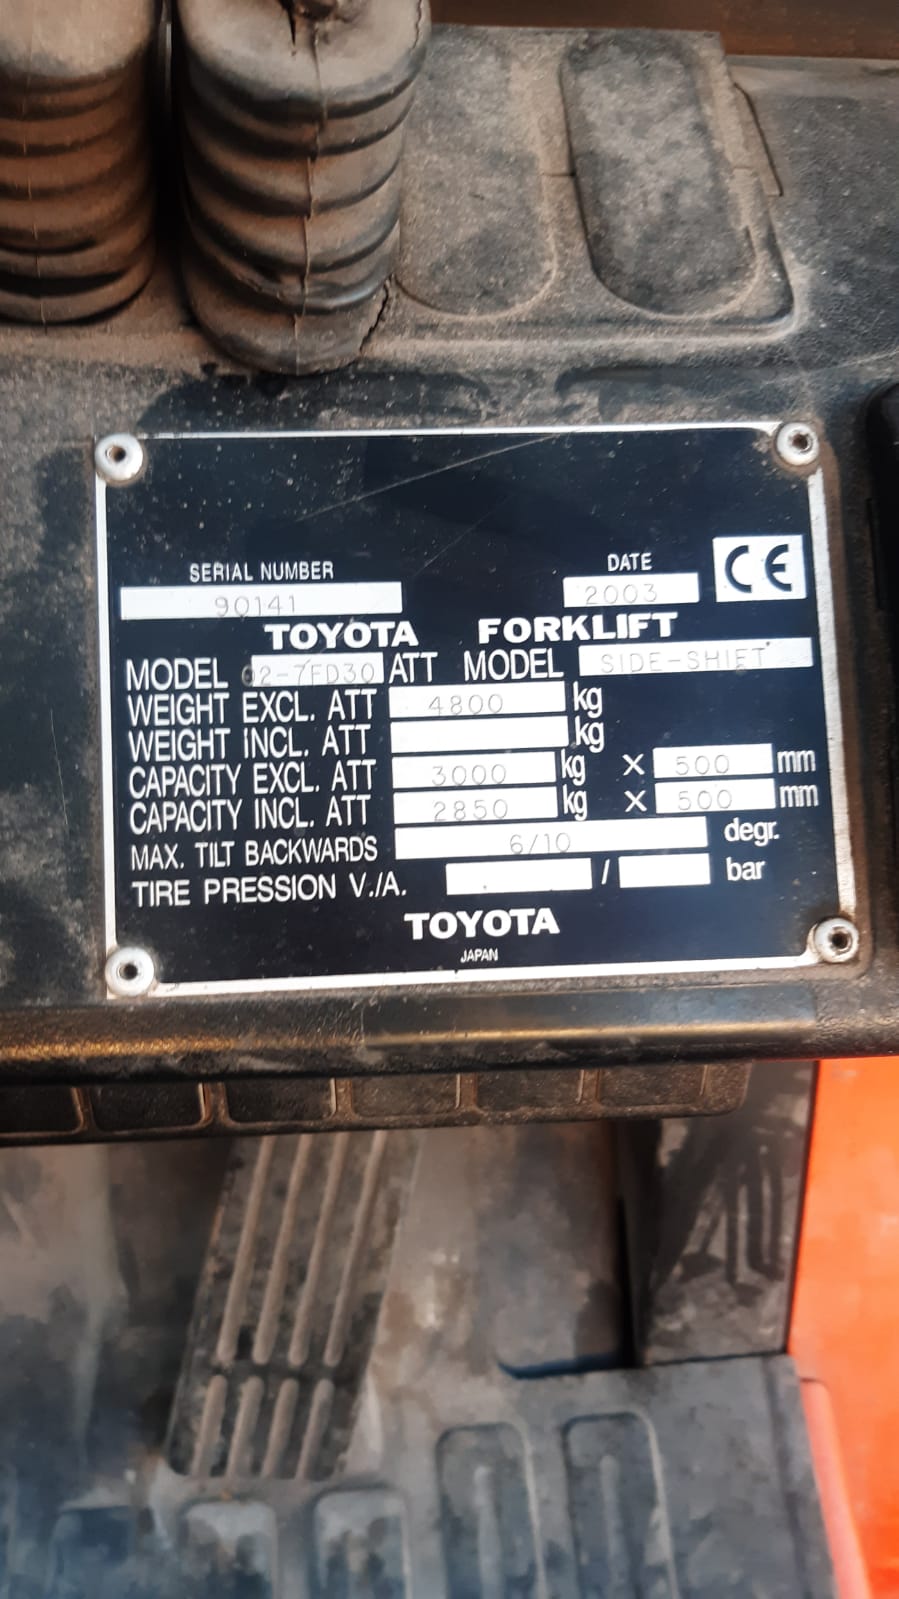 SERIAL NUMBER DATE CE
90141 2003
TOYOTA FORKLIFT
MODEL 02-7FD30 ATT MODEL SIDE-SHIFT
WEIGHT EXCL. ATT 4800 kg
WEIGHT INCL. ATT kg
CAPACITY EXCL. ATT 3000 kg X 500 mm
CAPACITY INCL. ATT 2850 kg X 500 mm
MAX. TILT BACKWARDS 6/10 degr.
TIRE PRESSION V./A. / bar
TOYOTA
JAPAN